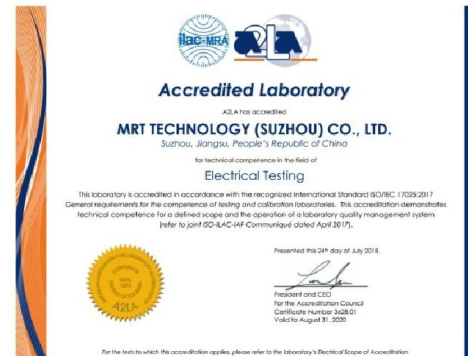 ilac-MRA
A2LA
Accredited Laboratory
A2LA has accredited
MRT TECHNOLOGY (SUZHOU) CO., LTD.
Suzhou, Jiangsu, People's Republic of China
for technical competence in the field of
Electrical Testing
This laboratory is accredited in accordance with the recognized International Standard ISO/IEC 17025:2017
General requirements for the competence of testing and calibration laboratories. This accreditation demonstrates
technical competence for a defined scope and the operation of a laboratory quality management system
(refer to joint ISO-ILAC-IAF Communiqué dated April 2017).
Presented this 24th day of July 2018.
President and CEO
For the Accreditation Council
Certificate Number 3628.01
Valid to August 31, 2020
SEAL
1978
A2LA
For the tests to which this accreditation applies, please refer to the laboratory's Electrical Scope of Accreditation.